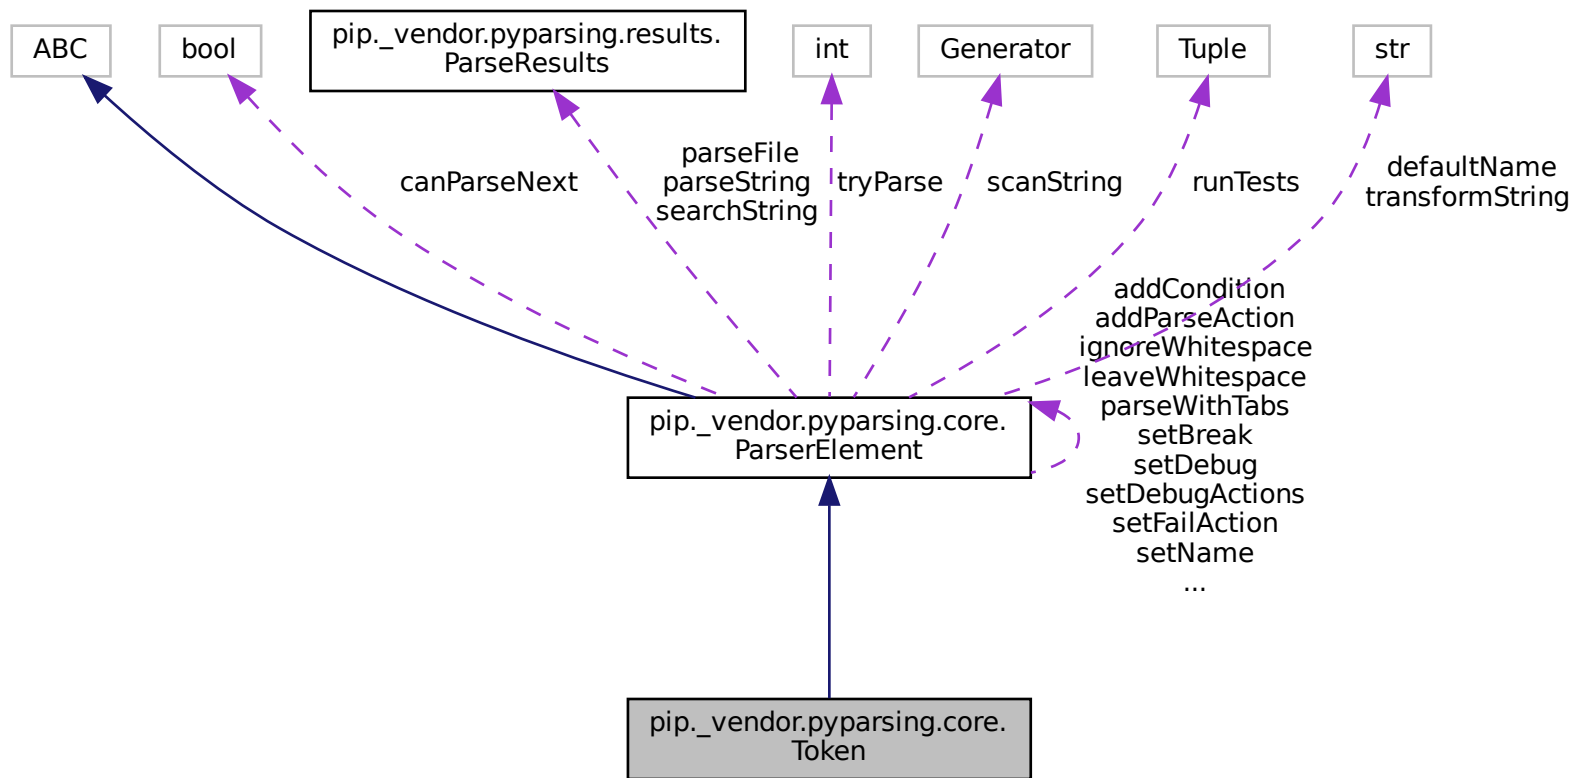 ABC
bool
pip._vendor.pyparsing.results.
ParseResults
int
Generator
Tuple
str
canParseNext
parseFile
parseString
searchString
tryParse
scanString
runTests
defaultName
transformString
addCondition
addParseAction
ignoreWhitespace
leaveWhitespace
parseWithTabs
setBreak
setDebug
setDebugActions
setFailAction
setName
...
pip._vendor.pyparsing.core.
ParserElement
pip._vendor.pyparsing.core.
Token